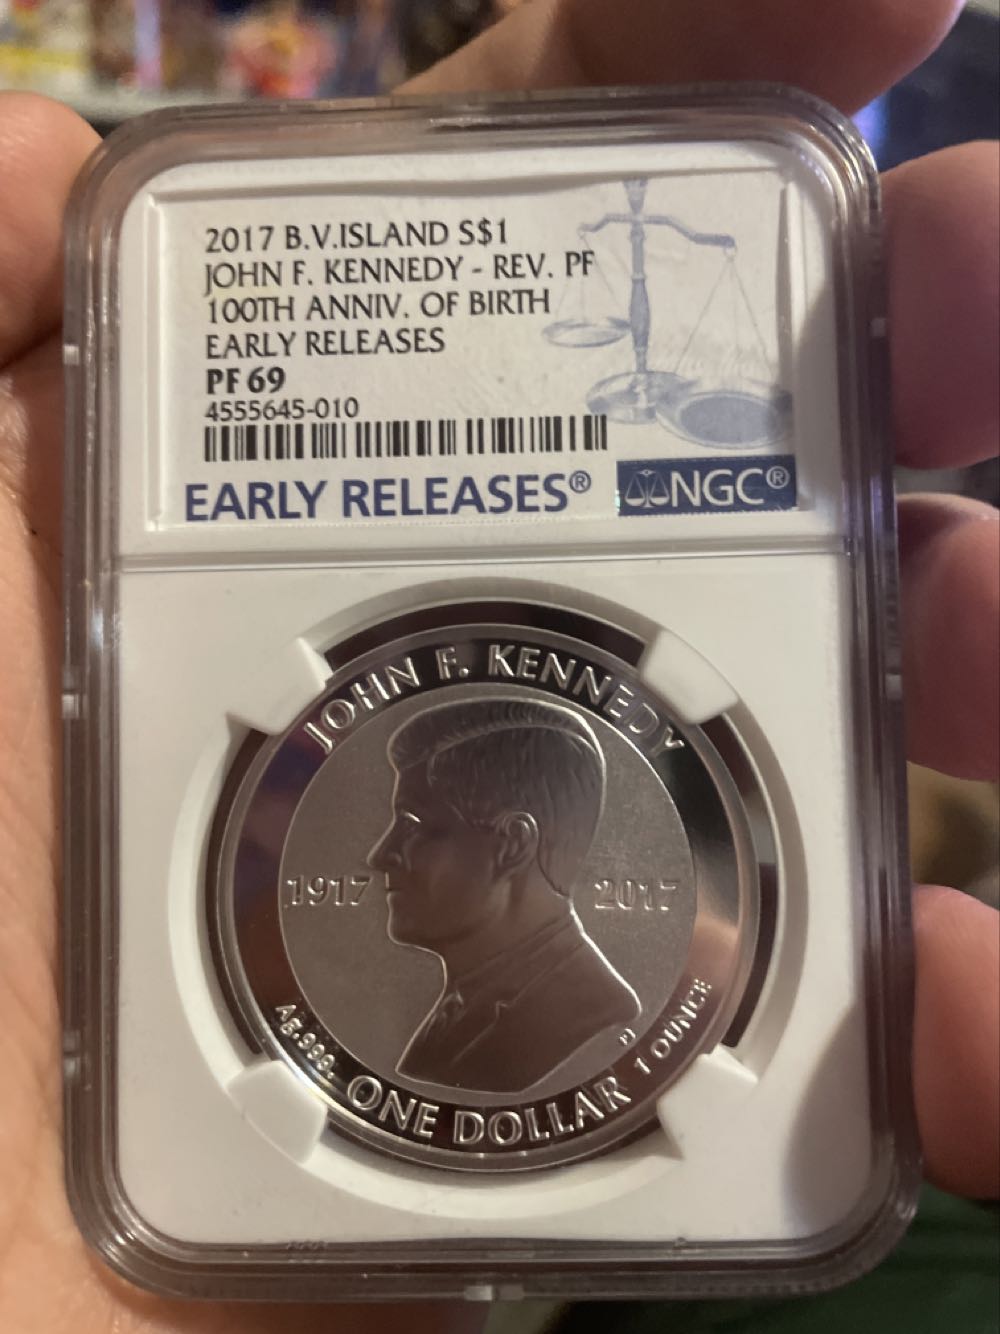 2017 B.V.ISLAND S$1
JOHN F. KENNEDY - REV. PF
100TH ANNIV. OF BIRTH
EARLY RELEASES
PF 69
4555645-010
EARLY RELEASES®
NGC®
JOHN F. KENNEDY
1917
2017
Ag.999.
ONE DOLLAR
1 OUNCE